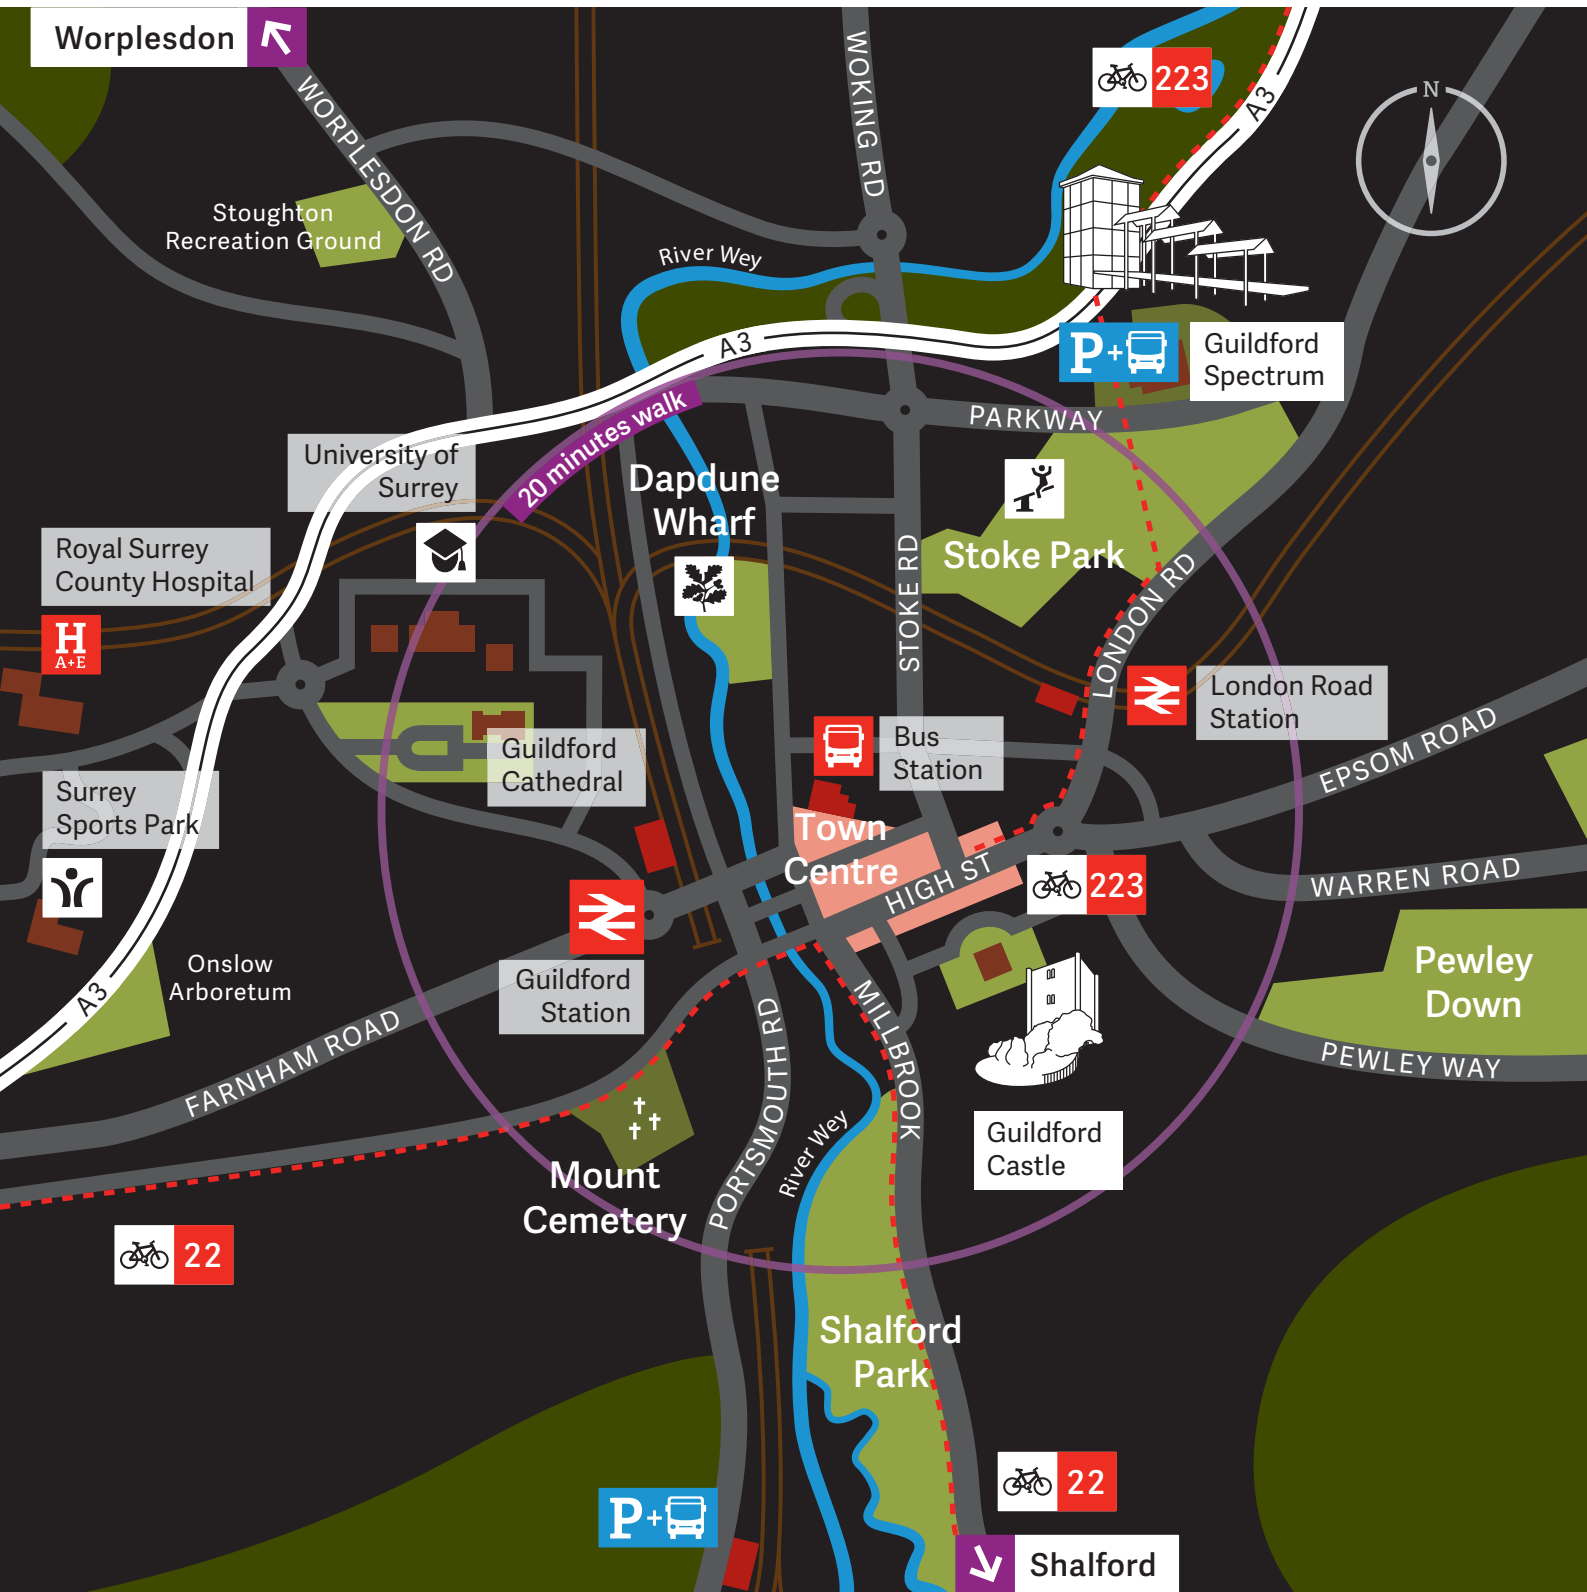 Worplesdon
WORPLESDON RD
WOKING RD
223
A3
N
Stoughton
Recreation Ground
River Wey
A3
P+
Guildford
Spectrum
PARKWAY
20 minutes walk
University of
Surrey
Dapdune
Wharf
Stoke Park
STOKE RD
LONDON RD
Royal Surrey
County Hospital
H
A+E
London Road
Station
Bus
Station
EPSOM ROAD
Guildford
Cathedral
Surrey
Sports Park
Town
Centre
HIGH ST
223
WARREN ROAD
Onslow
Arboretum
A3
Guildford
Station
Pewley
Down
FARNHAM ROAD
PORTSMOUTH RD
MILLBROOK
PEWLEY WAY
River Wey
Guildford
Castle
Mount
Cemetery
22
Shalford
Park
22
P+
Shalford